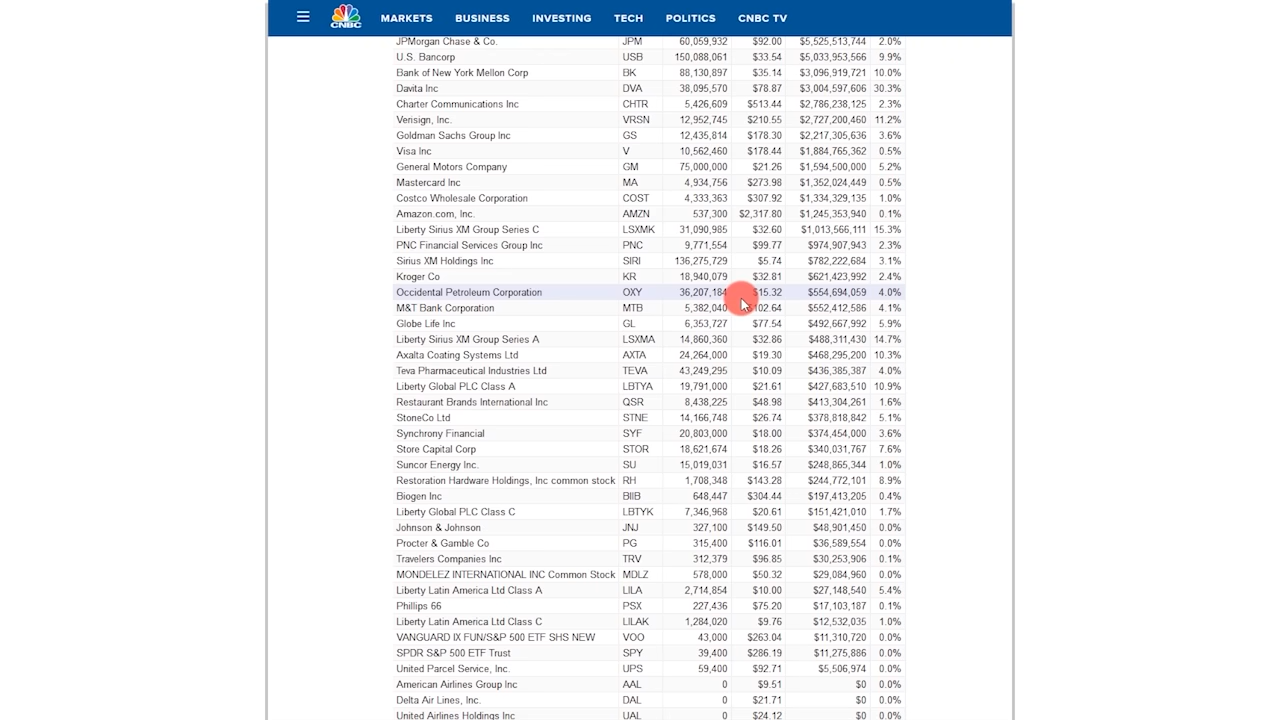 CNBC MARKETS BUSINESS INVESTING TECH POLITICS CNBC TV
JPMorgan Chase & Co. JPM 60,059,932 $92.00 $5,525,513,744 2.0%
U.S. Bancorp USB 150,088,061 $33.54 $5,033,953,566 9.9%
Bank of New York Mellon Corp BK 88,130,897 $35.14 $3,096,919,721 10.0%
Davita Inc DVA 38,095,570 $78.87 $3,004,597,606 30.3%
Charter Communications Inc CHTR 5,426,609 $513.44 $2,786,238,125 2.3%
Verisign, Inc. VRSN 12,952,745 $210.55 $2,727,200,460 11.2%
Goldman Sachs Group Inc GS 12,435,814 $178.30 $2,217,305,636 3.6%
Visa Inc V 10,562,460 $178.44 $1,884,765,362 0.5%
General Motors Company GM 75,000,000 $21.26 $1,594,500,000 5.2%
Mastercard Inc MA 4,934,756 $273.98 $1,352,024,449 0.5%
Costco Wholesale Corporation COST 4,333,363 $307.92 $1,334,329,135 1.0%
Amazon.com, Inc. AMZN 537,300 $2,317.80 $1,245,353,940 0.1%
Liberty Sirius XM Group Series C LSXMK 31,090,985 $32.60 $1,013,566,111 15.3%
PNC Financial Services Group Inc PNC 9,771,554 $99.77 $974,907,943 2.3%
Sirius XM Holdings Inc SIRI 136,275,729 $5.74 $782,222,684 3.1%
Kroger Co KR 18,940,079 $32.81 $621,423,992 2.4%
Occidental Petroleum Corporation OXY 36,207,184 $15.32 $554,694,059 4.0%
M&T Bank Corporation MTB 5,382,040 $102.64 $552,412,586 4.1%
Globe Life Inc GL 6,353,727 $77.54 $492,667,992 5.9%
Liberty Sirius XM Group Series A LSXMA 14,860,360 $32.86 $488,311,430 14.7%
Axalta Coating Systems Ltd AXTA 24,264,000 $19.30 $468,295,200 10.3%
Teva Pharmaceutical Industries Ltd TEVA 43,249,295 $10.09 $436,385,387 4.0%
Liberty Global PLC Class A LBTYA 19,791,000 $21.61 $427,683,510 10.9%
Restaurant Brands International Inc QSR 8,438,225 $48.98 $413,304,261 1.6%
StoneCo Ltd STNE 14,166,748 $26.74 $378,818,842 5.1%
Synchrony Financial SYF 20,803,000 $18.00 $374,454,000 3.6%
Store Capital Corp STOR 18,621,674 $18.26 $340,031,767 7.6%
Suncor Energy Inc. SU 15,019,031 $16.57 $248,865,344 1.0%
Restoration Hardware Holdings, Inc common stock RH 1,708,348 $143.28 $244,772,101 8.9%
Biogen Inc BIIB 648,447 $304.44 $197,413,205 0.4%
Liberty Global PLC Class C LBTYK 7,346,968 $20.61 $151,421,010 1.7%
Johnson & Johnson JNJ 327,100 $149.50 $48,901,450 0.0%
Procter & Gamble Co PG 315,400 $116.01 $36,589,554 0.0%
Travelers Companies Inc TRV 312,379 $96.85 $30,253,906 0.1%
MONDELEZ INTERNATIONAL INC Common Stock MDLZ 578,000 $50.32 $29,084,960 0.0%
Liberty Latin America Ltd Class A LILA 2,714,854 $10.00 $27,148,540 5.4%
Phillips 66 PSX 227,436 $75.20 $17,103,187 0.1%
Liberty Latin America Ltd Class C LILAK 1,284,020 $9.76 $12,532,035 1.0%
VANGUARD IX FUN/S&P 500 ETF SHS NEW VOO 43,000 $263.04 $11,310,720 0.0%
SPDR S&P 500 ETF Trust SPY 39,400 $286.19 $11,275,886 0.0%
United Parcel Service, Inc. UPS 59,400 $92.71 $5,506,974 0.0%
American Airlines Group Inc AAL 0 $9.51 $0 0.0%
Delta Air Lines, Inc. DAL 0 $21.71 $0 0.0%
United Airlines Holdings Inc UAL 0 $24.12 $0 0.0%